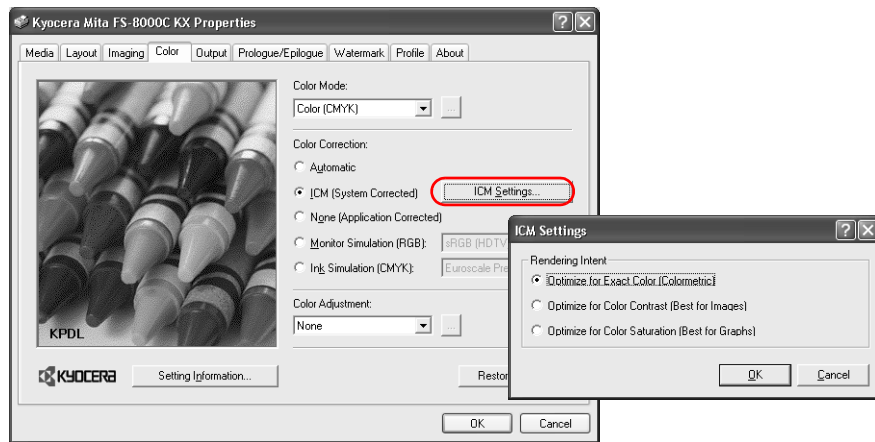 Kyocera Mita FS-8000C KX Properties
Media Layout Imaging Color Output Prologue/Epilogue Watermark Profile About
Color Mode:
Color (CMYK) ...
Color Correction:
Automatic
ICM (System Corrected) ICM Settings...
None (Application Corrected)
Monitor Simulation (RGB): sRGB (HDTV
Ink Simulation (CMYK): Euroscale Pre
Color Adjustment:
None ...
KPDL
KYOCERA Setting Information... Restor
OK Cancel
ICM Settings
Rendering Intent
Optimize for Exact Color (Colormetric)
Optimize for Color Contrast (Best for Images)
Optimize for Color Saturation (Best for Graphs)
OK Cancel